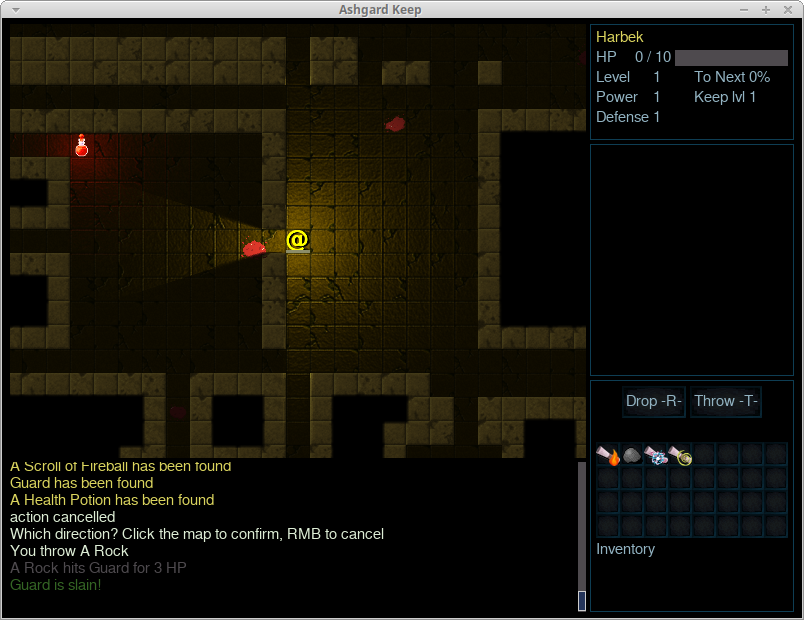 Ashgard Keep
Harbek
HP 0 / 10
Level 1 To Next 0%
Power 1 Keep lvl 1
Defense 1
@
Drop -R- Throw -T-
Inventory
A Scroll of Fireball has been found
Guard has been found
A Health Potion has been found
action cancelled
Which direction? Click the map to confirm, RMB to cancel
You throw A Rock
A Rock hits Guard for 3 HP
Guard is slain!